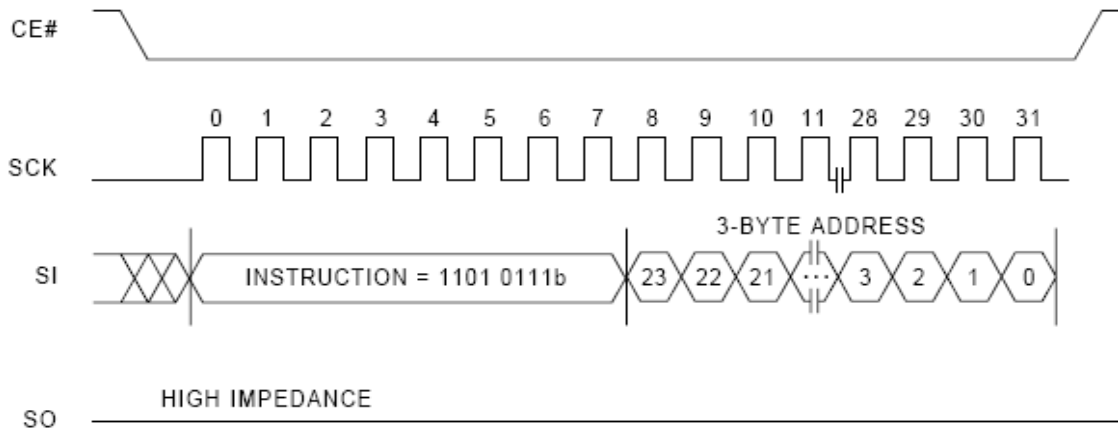 CE#
0 1 2 3 4 5 6 7 8 9 10 11 28 29 30 31
SCK
3-BYTE ADDRESS
SI INSTRUCTION = 1101 0111b 23 22 21 ... 3 2 1 0
HIGH IMPEDANCE
SO